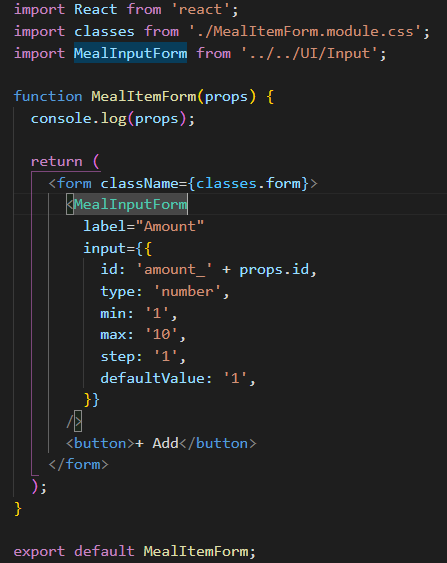 import React from 'react';
import classes from './MealItemForm.module.css';
import MealInputForm from '../../UI/Input';
function MealItemForm(props) {
console.log(props);
return (
<form className={classes.form}>
<MealInputForm
label="Amount"
input={{
id: 'amount_' + props.id,
type: 'number',
min: '1',
max: '10',
step: '1',
defaultValue: '1',
}}
/>
<button>+ Add</button>
</form>
);
}
export default MealItemForm;